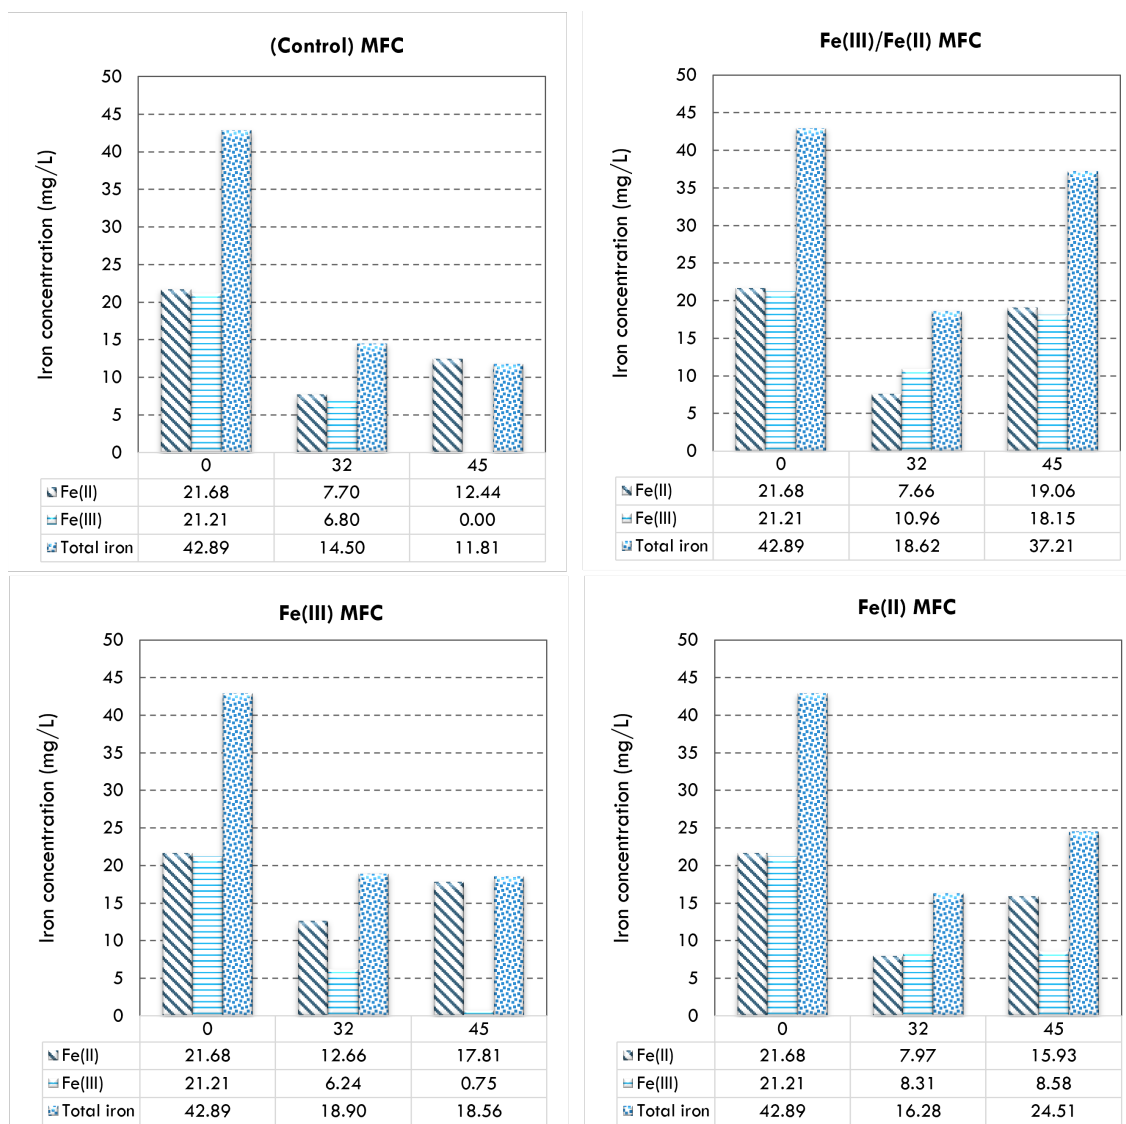 (Control) MFC
Iron concentration (mg/L)
50
45
40
35
30
25
20
15
10
5
0
0 32 45
Fe(II) 21.68 7.70 12.44
Fe(III) 21.21 6.80 0.00
Total iron 42.89 14.50 11.81
Fe(III)/Fe(II) MFC
Iron concentration (mg/L)
50
45
40
35
30
25
20
15
10
5
0
0 32 45
Fe(II) 21.68 7.66 19.06
Fe(III) 21.21 10.96 18.15
Total iron 42.89 18.62 37.21
Fe(III) MFC
Iron concentration (mg/L)
50
45
40
35
30
25
20
15
10
5
0
0 32 45
Fe(II) 21.68 12.66 17.81
Fe(III) 21.21 6.24 0.75
Total iron 42.89 18.90 18.56
Fe(II) MFC
Iron concentration (mg/L)
50
45
40
35
30
25
20
15
10
5
0
0 32 45
Fe(II) 21.68 7.97 15.93
Fe(III) 21.21 8.31 8.58
Total iron 42.89 16.28 24.51